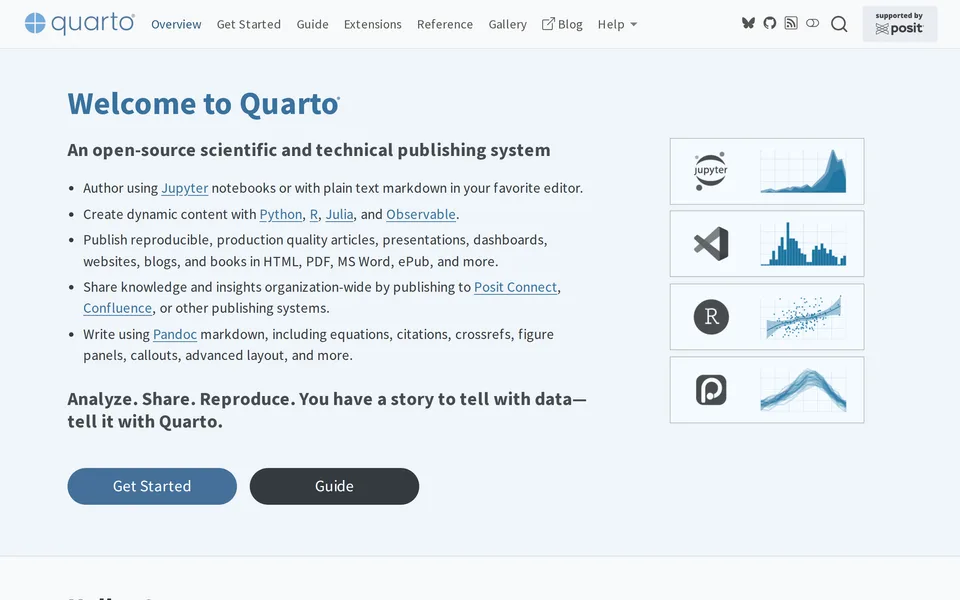 quarto Overview Get Started Guide Extensions Reference Gallery Blog Help supported by posit
Welcome to Quarto®
An open-source scientific and technical publishing system
Author using Jupyter notebooks or with plain text markdown in your favorite editor.
Create dynamic content with Python, R, Julia, and Observable.
Publish reproducible, production quality articles, presentations, dashboards,
websites, blogs, and books in HTML, PDF, MS Word, ePub, and more.
Share knowledge and insights organization-wide by publishing to Posit Connect,
Confluence, or other publishing systems.
Write using Pandoc markdown, including equations, citations, crossrefs, figure
panels, callouts, advanced layout, and more.
Analyze. Share. Reproduce. You have a story to tell with data—
tell it with Quarto.
Get Started Guide
jupyter
R